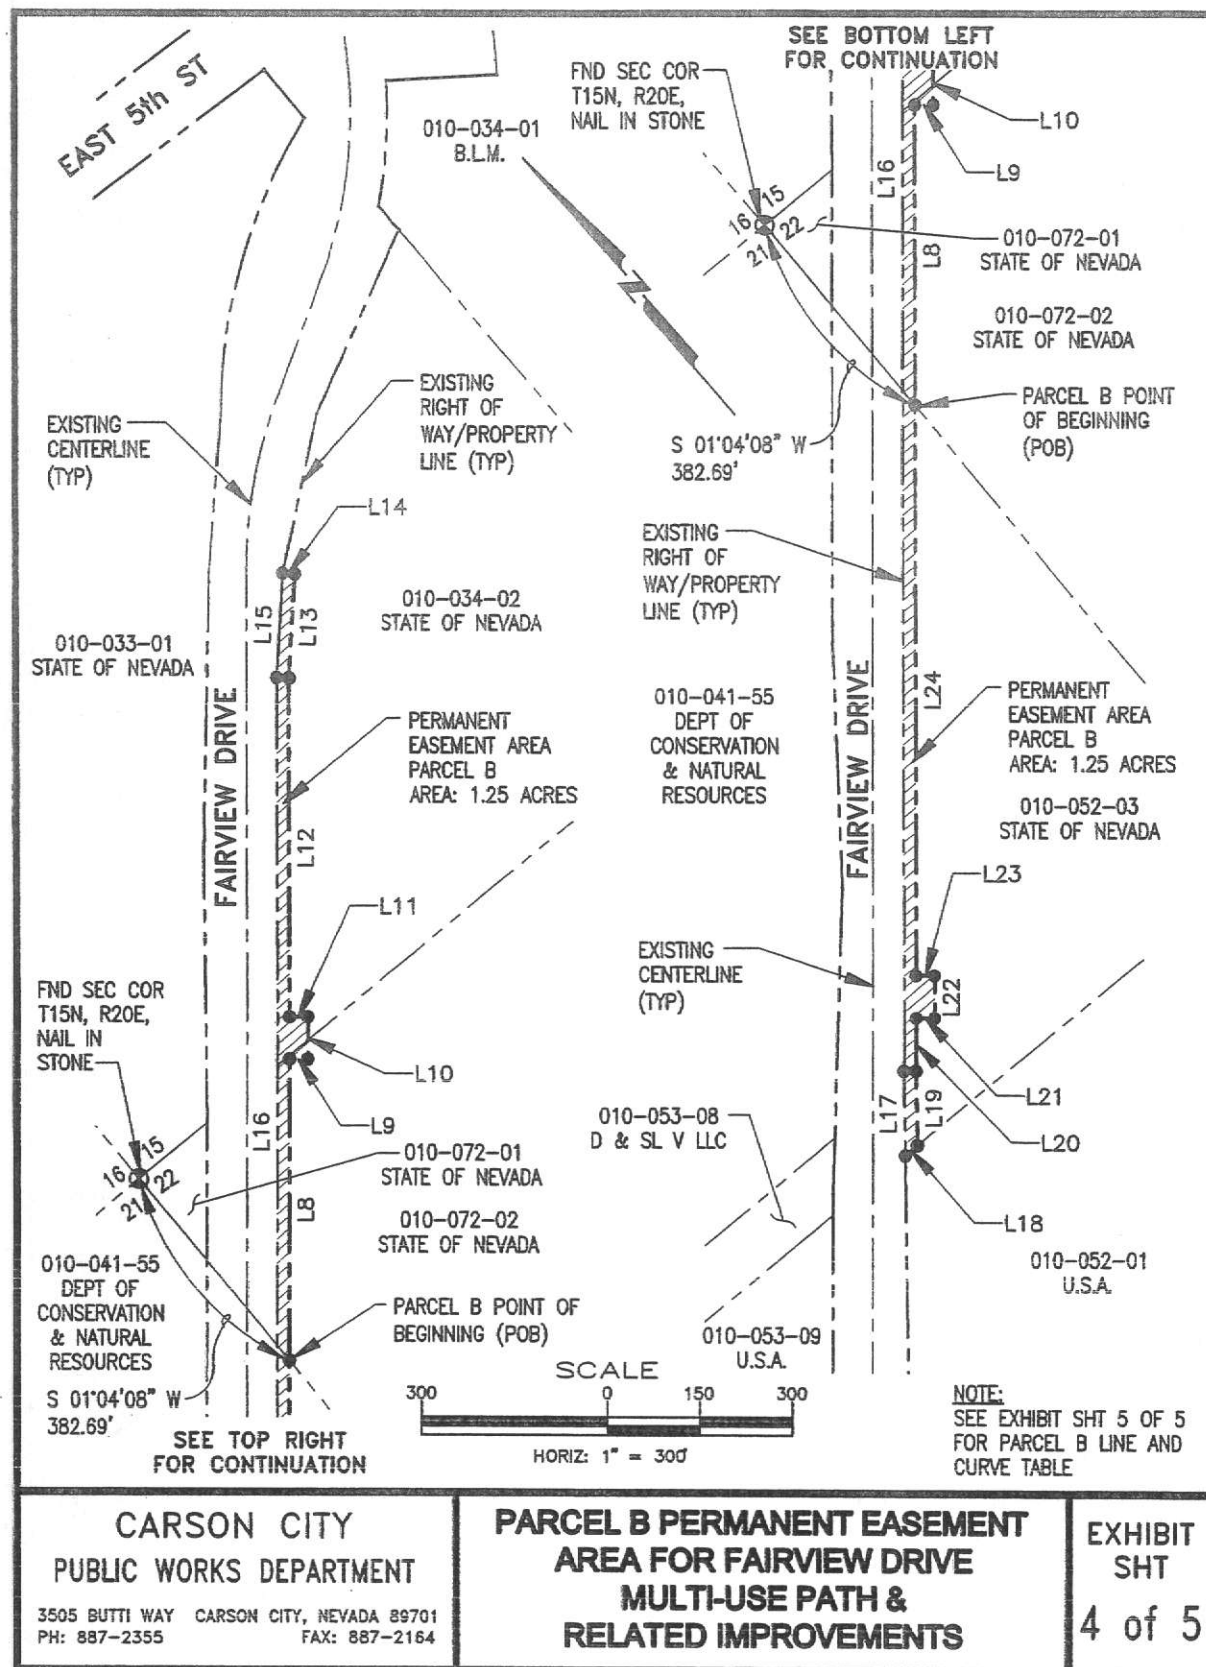 EAST 5th ST
010-034-01
B.L.M.
EXISTING
CENTERLINE
(TYP)
EXISTING
RIGHT OF
WAY/PROPERTY
LINE (TYP)
L14
L15
L13
010-034-02
STATE OF NEVADA
010-033-01
STATE OF NEVADA
FAIRVIEW DRIVE
PERMANENT
EASEMENT AREA
PARCEL B
AREA: 1.25 ACRES
L12
L11
FND SEC COR
T15N, R20E,
NAIL IN
STONE
L10
L9
L16
16 15
21 22
010-072-01
STATE OF NEVADA
L8
010-072-02
STATE OF NEVADA
010-041-55
DEPT OF
CONSERVATION
& NATURAL
RESOURCES
PARCEL B POINT OF
BEGINNING (POB)
S 01°04'08" W
382.69'
SEE TOP RIGHT
FOR CONTINUATION
SEE BOTTOM LEFT
FOR CONTINUATION
FND SEC COR
T15N, R20E,
NAIL IN STONE
L10
L9
L16
16 15
21 22
010-072-01
STATE OF NEVADA
L8
010-072-02
STATE OF NEVADA
PARCEL B POINT
OF BEGINNING
(POB)
S 01°04'08" W
382.69'
EXISTING
RIGHT OF
WAY/PROPERTY
LINE (TYP)
FAIRVIEW DRIVE
L24
010-041-55
DEPT OF
CONSERVATION
& NATURAL
RESOURCES
PERMANENT
EASEMENT AREA
PARCEL B
AREA: 1.25 ACRES
010-052-03
STATE OF NEVADA
L23
EXISTING
CENTERLINE
(TYP)
L22
L21
L17
L19
L20
010-053-08
D & SL V LLC
L18
010-052-01
U.S.A.
010-053-09
U.S.A.
SCALE
300 0 150 300
HORIZ: 1" = 300'
NOTE:
SEE EXHIBIT SHT 5 OF 5
FOR PARCEL B LINE AND
CURVE TABLE
CARSON CITY
PUBLIC WORKS DEPARTMENT
3505 BUTTI WAY CARSON CITY, NEVADA 89701
PH: 887-2355 FAX: 887-2164
PARCEL B PERMANENT EASEMENT
AREA FOR FAIRVIEW DRIVE
MULTI-USE PATH &
RELATED IMPROVEMENTS
EXHIBIT
SHT
4 of 5